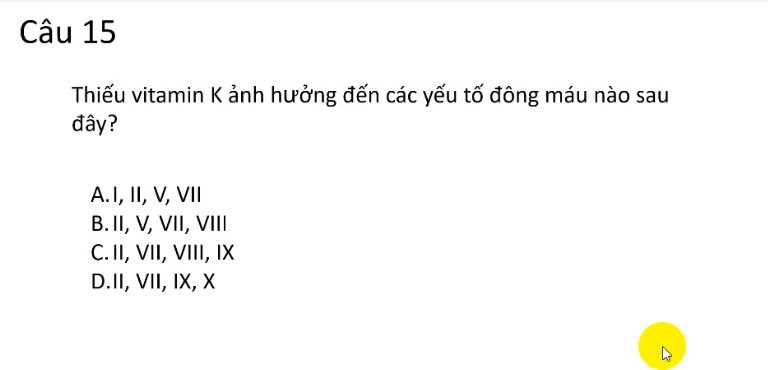 Câu 15
Thiếu vitamin K ảnh hưởng đến các yếu tố đông máu nào sau
đây?
A.I, II, V, VII
B.II, V, VII, VIII
C.II, VII, VIII, IX
D.II, VII, IX, X